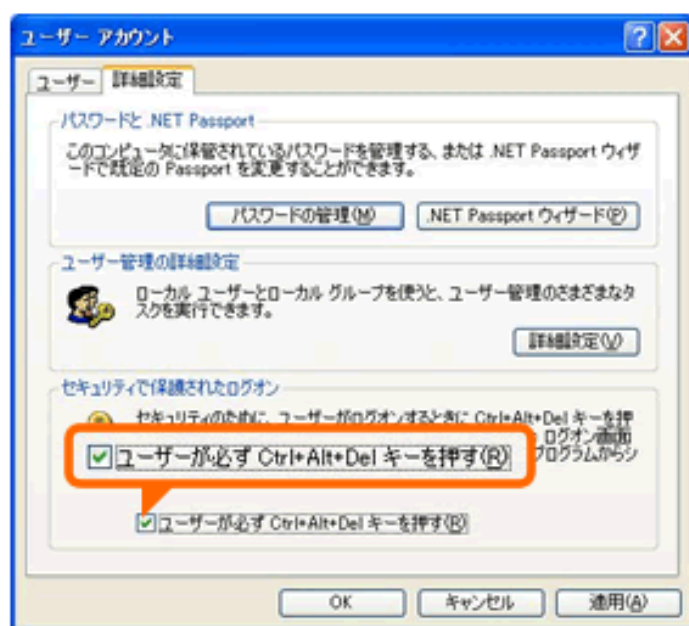 ユーザー アカウント
ユーザー
詳細設定
パスワードと .NET Passport
このコンピュータに保管されているパスワードを管理する、または .NET Passport ウィザ
ードで既定の Passport を変更することができます。
パスワードの管理(M)
.NET Passport ウィザード(P)
ユーザー管理の詳細設定
ローカル ユーザーとローカル グループを使うと、ユーザー管理のさまざまなタ
スクを実行できます。
詳細設定(V)
セキュリティで保護されたログオン
セキュリティのために、ユーザーがログオンするときに Ctrl+Alt+Del キーを押
ログオン画面
ユーザーが必ず Ctrl+Alt+Del キーを押す(R)
プログラムからシ
ユーザーが必ず Ctrl+Alt+Del キーを押す(R)
OK
キャンセル
適用(A)